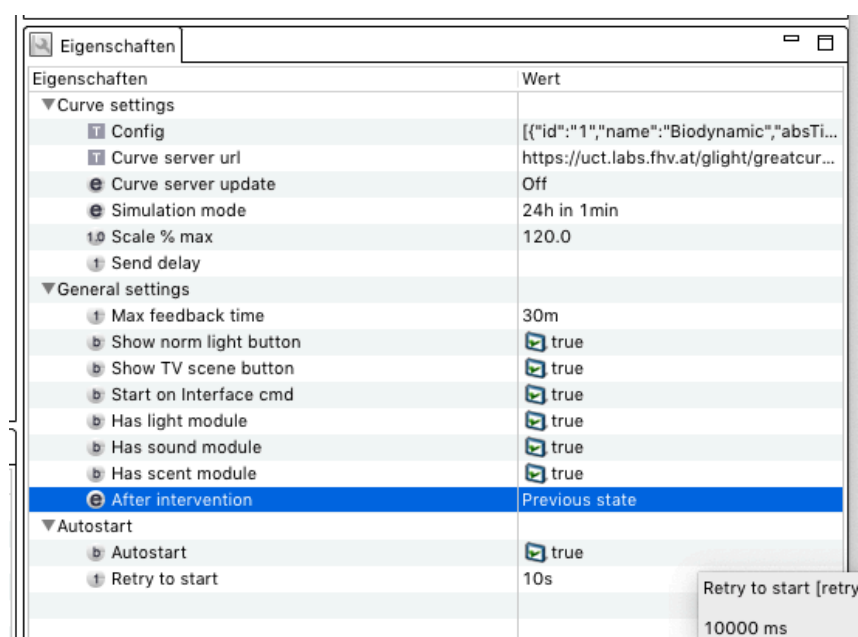 Eigenschaften
Eigenschaften Wert
Curve settings
T Config [{"id":"1","name":"Biodynamic","absTi...
T Curve server url https://uct.labs.fhv.at/glight/greatcur...
e Curve server update Off
e Simulation mode 24h in 1min
1.0 Scale % max 120.0
t Send delay
General settings
t Max feedback time 30m
b Show norm light button true
b Show TV scene button true
b Start on Interface cmd true
b Has light module true
b Has sound module true
b Has scent module true
e After intervention Previous state
Autostart
b Autostart true
t Retry to start 10s
Retry to start [retry
10000 ms